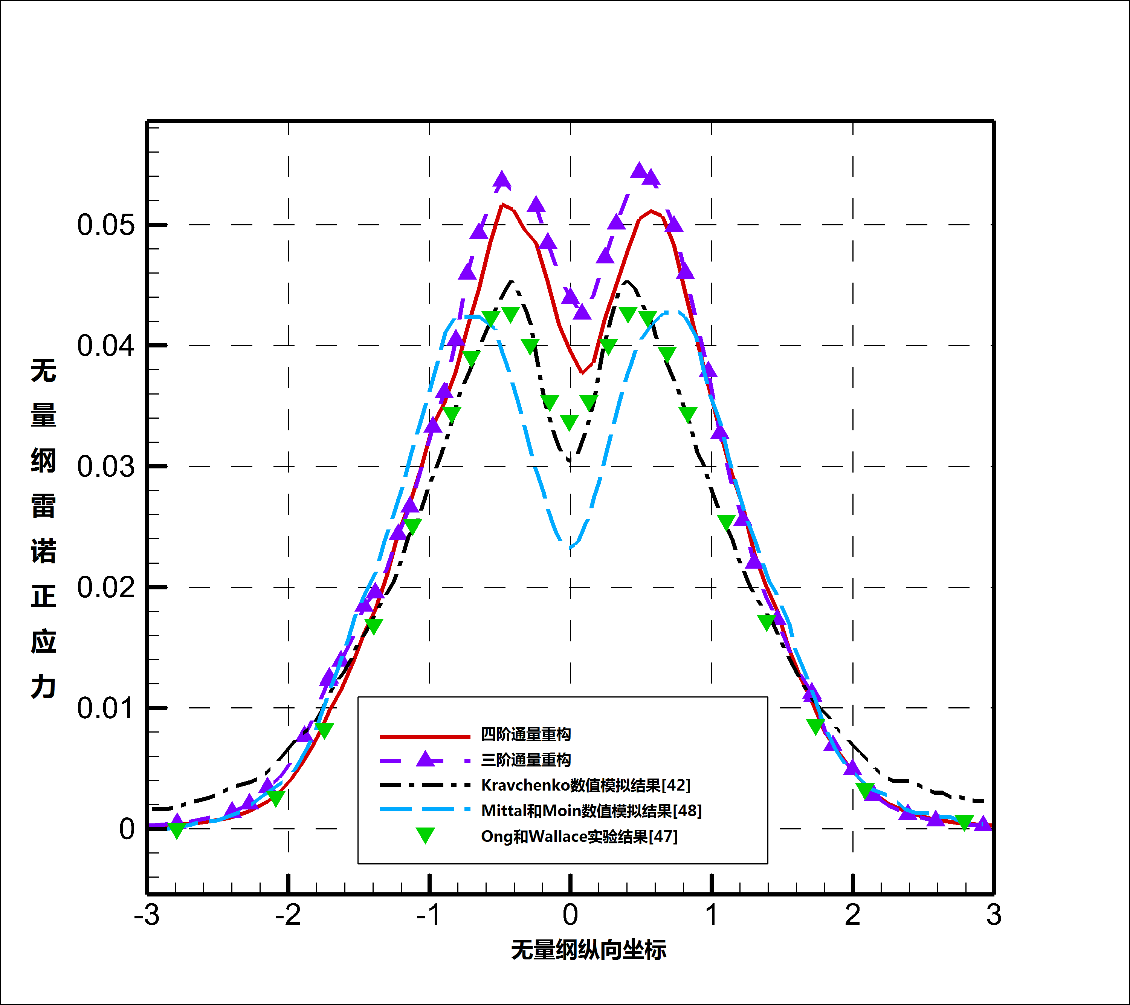 无量纲雷诺正应力
0.05
0.04
0.03
0.02
0.01
0
四阶通量重构
三阶通量重构
Kravchenko数值模拟结果[42]
Mittal和Moin数值模拟结果[48]
Ong和Wallace实验结果[47]
-3 -2 -1 0 1 2 3
无量纲纵向坐标